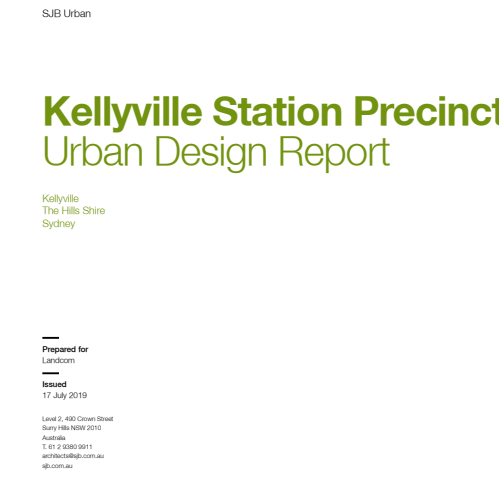 SJB Urban
Kellyville Station Precinct
Urban Design Report
Kellyville
The Hills Shire
Sydney
Prepared for
Landcom
Issued
17 July 2019
Level 2, 490 Crown Street
Surry Hills NSW 2010
Australia
T. 61 2 9380 9911
architects@sjb.com.au
sjb.com.au